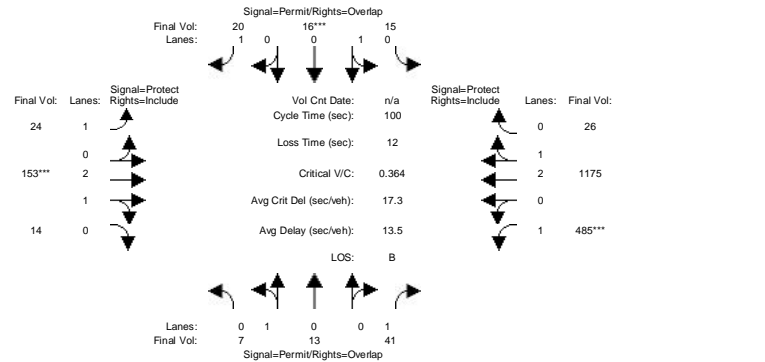 Signal=Permit/Rights=Overlap
Final Vol: 20 16*** 15
Lanes: 1 0 0 1 0
Signal=Protect Signal=Protect
Final Vol: Lanes: Rights=Include Vol Cnt Date: n/a Rights=Include Lanes: Final Vol:
Cycle Time (sec): 100
24 1 0 26
Loss Time (sec): 12
0 1
153*** 2 Critical V/C: 0.364 2 1175
1 Avg Crit Del (sec/veh): 17.3 0
14 0 Avg Delay (sec/veh): 13.5 1 485***
LOS: B
Lanes: 0 1 0 0 1
Final Vol: 7 13 41
Signal=Permit/Rights=Overlap